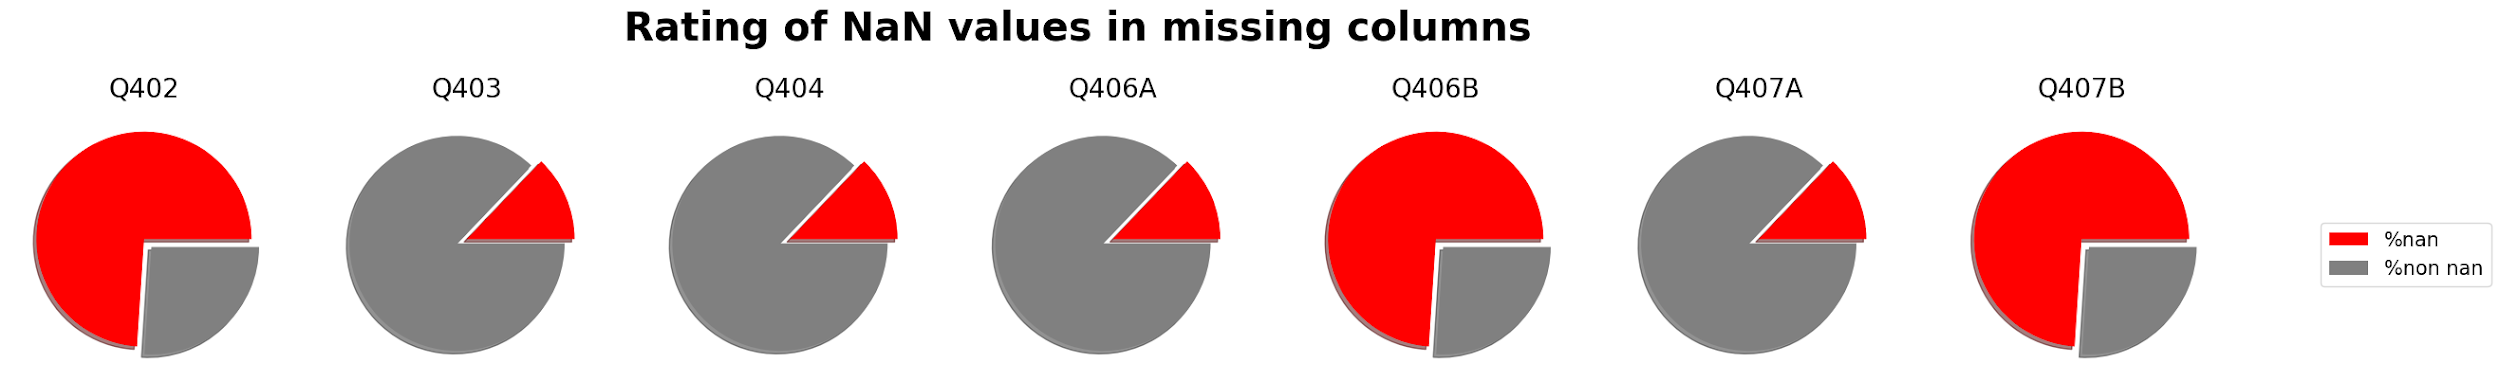 Rating of NaN values in missing columns
Q402
Q403
Q404
Q406A
Q406B
Q407A
Q407B
%nan
%non nan